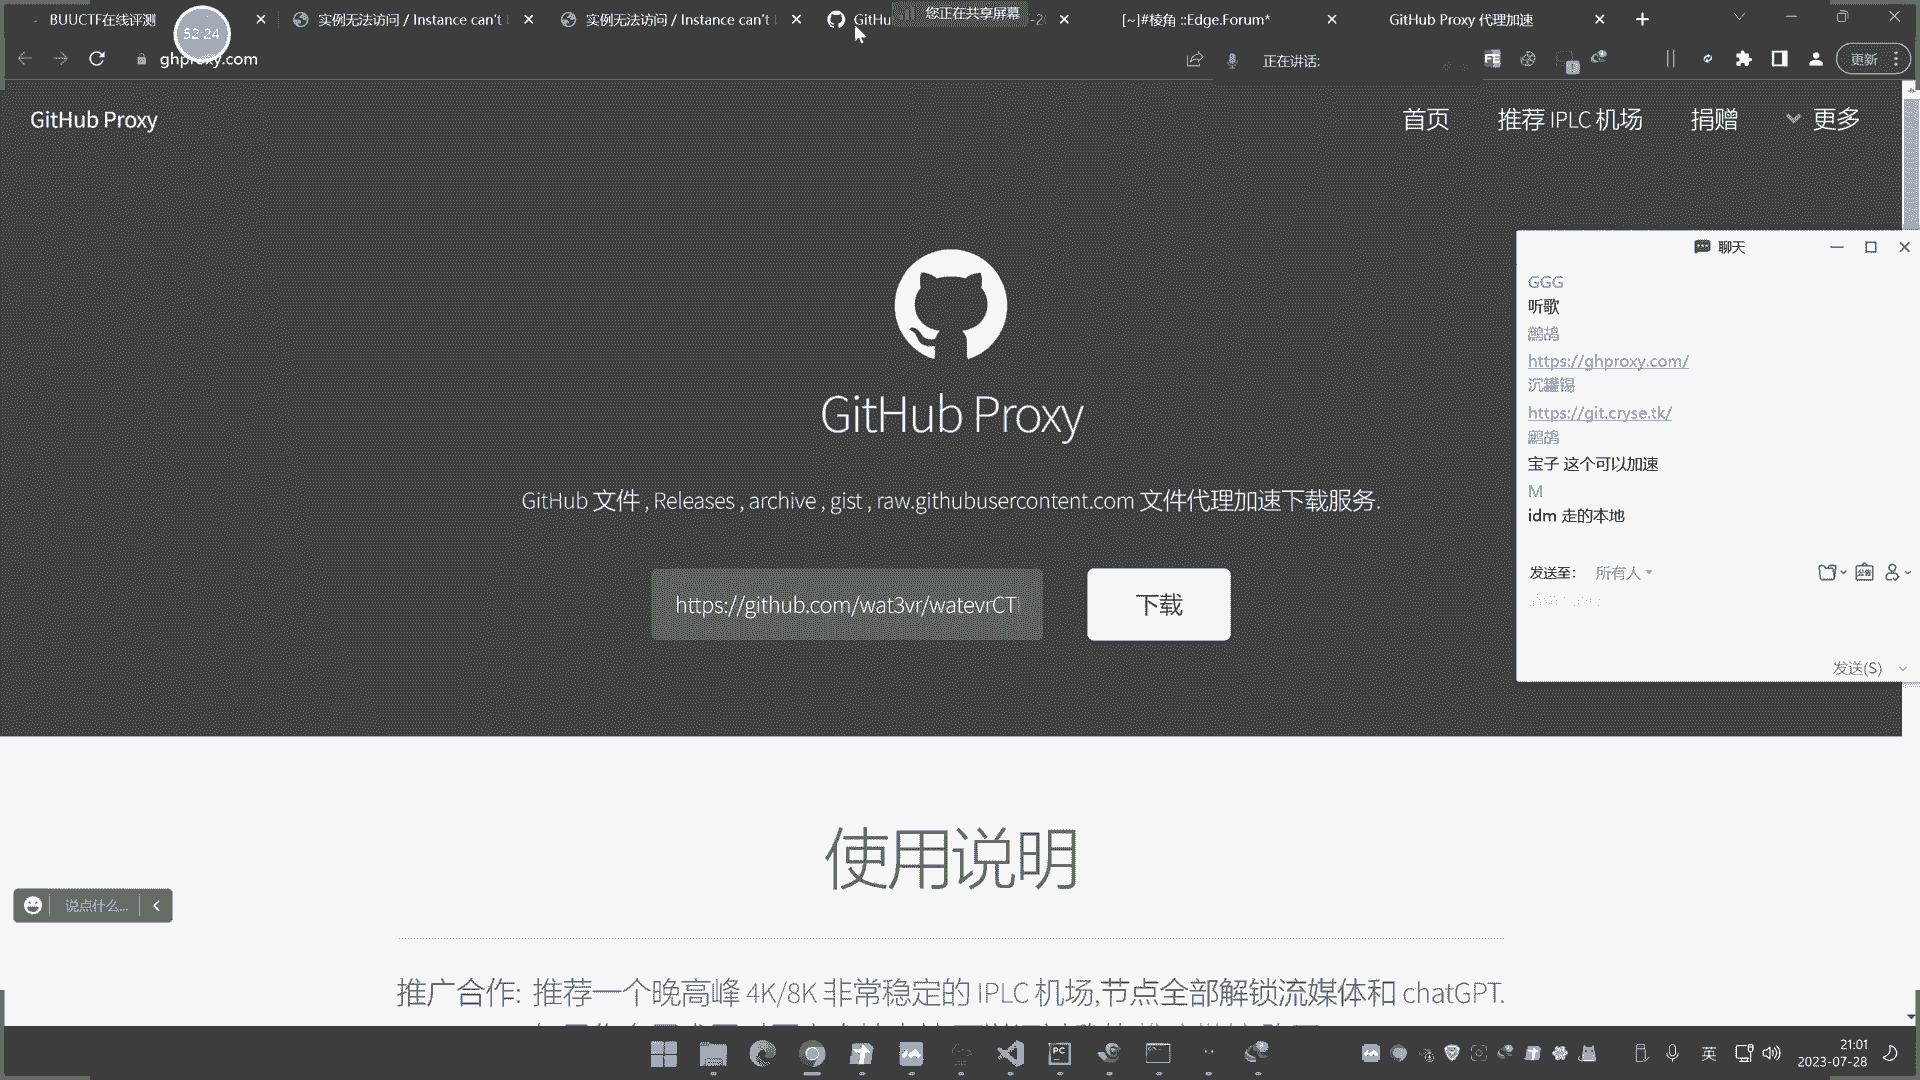 BUUCTF在线评测
实例无法访问 / Instance can't
实例无法访问 / Instance can't
GitHu
您正在共享屏幕
[~]#棱角 ::Edge.Forum*
GitHub Proxy 代理加速
52:24
ghproxy.com
正在讲话:
更新
GitHub Proxy
首页
推荐 IPLC 机场
捐赠
更多
聊天
GGG
听歌
鹧鸪
https://ghproxy.com/
沉罐锡
https://git.cryse.tk/
鹧鸪
宝子 这个可以加速
M
idm 走的本地
发送至:
所有人
发送(S)
GitHub Proxy
GitHub 文件 , Releases , archive , gist , raw.githubusercontent.com 文件代理加速下载服务.
https://github.com/wat3vr/watevrCT
下载
使用说明
说点什么...
推广合作: 推荐一个晚高峰 4K/8K 非常稳定的 IPLC 机场,节点全部解锁流媒体和 chatGPT.
英
21:01
2023-07-28